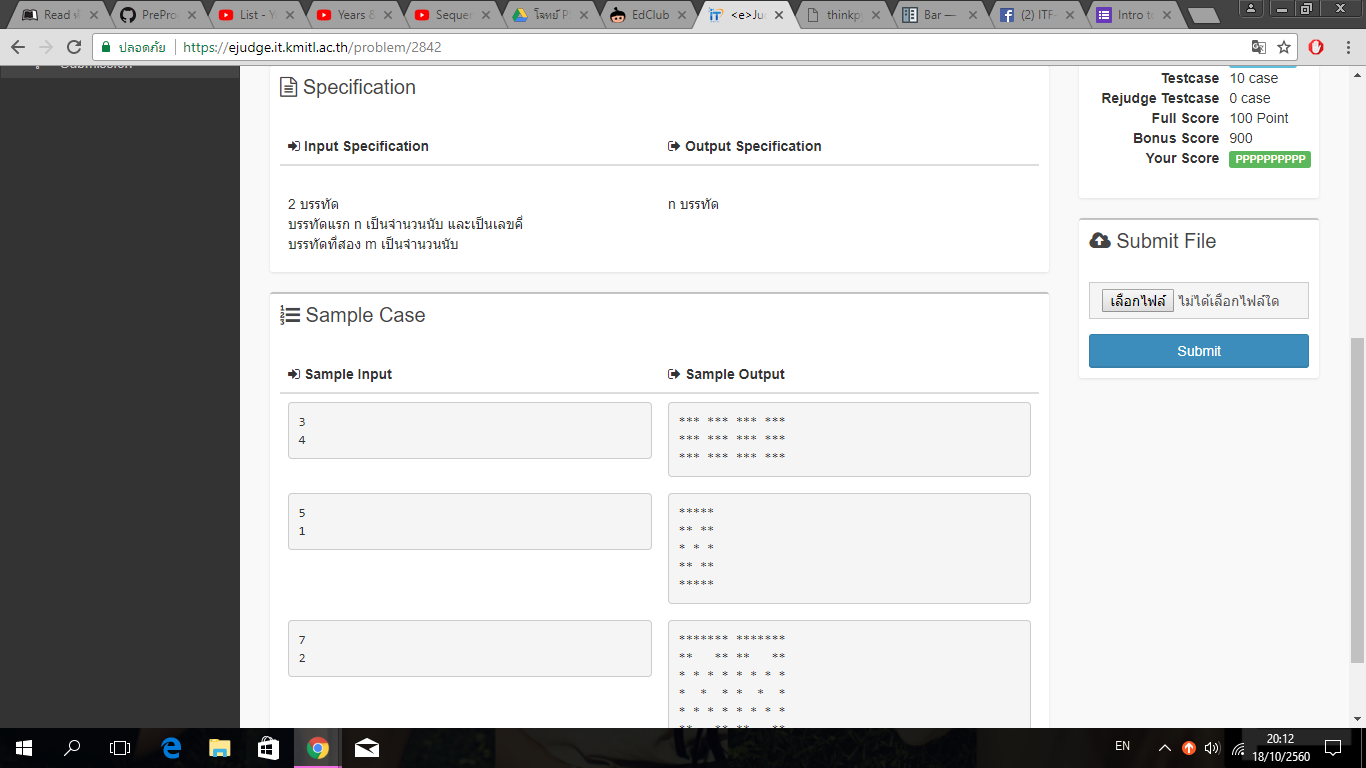 Read ห
PrePro
List - Y
Years &
Seque
โจทย์ P
EdClub
<e>Ju
thinkp
Bar —
(2) ITF
Intro to
ปลอดภัย | https://ejudge.it.kmitl.ac.th/problem/2842
Submission
Specification
Input Specification
Output Specification
2 บรรทัด
บรรทัดแรก n เป็นจำนวนนับ และเป็นเลขคี่
บรรทัดที่สอง m เป็นจำนวนนับ
n บรรทัด
Sample Case
Sample Input
Sample Output
3
4
*** *** *** ***
*** *** *** ***
*** *** *** ***
5
1
*****
** **
* * *
** **
*****
7
2
******* *******
**   ** **   **
* * * * * * * *
*  *  * *  *  *
* * * * * * * *
**   ** **   **
Testcase 10 case
Rejudge Testcase 0 case
Full Score 100 Point
Bonus Score 900
Your Score PPPPPPPPPP
Submit File
เลือกไฟล์ ไม่ได้เลือกไฟล์ใด
Submit
EN
20:12
18/10/2560